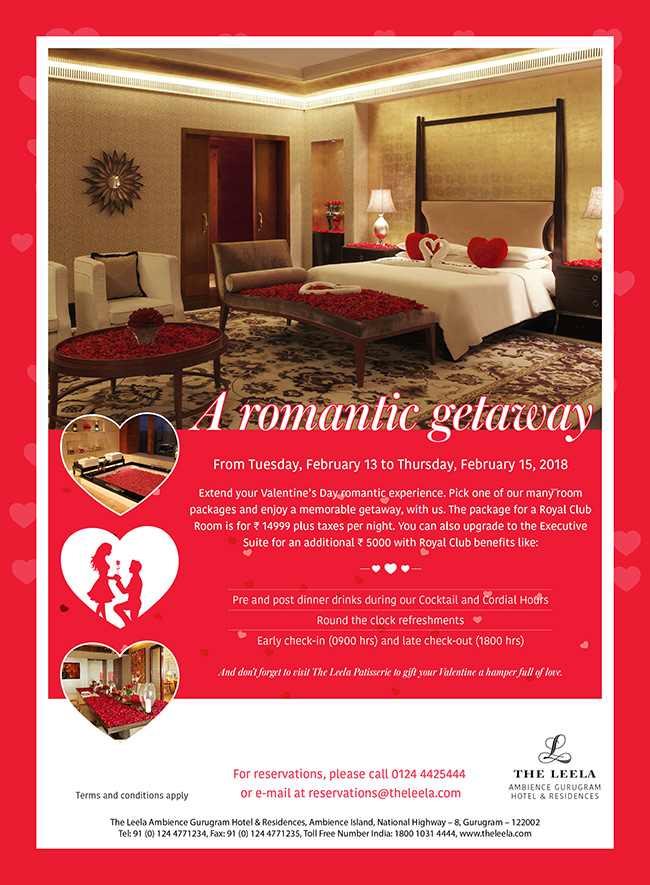 A romantic getaway
From Tuesday, February 13 to Thursday, February 15, 2018
Extend your Valentine's Day romantic experience. Pick one of our many room
packages and enjoy a memorable getaway, with us. The package for a Royal Club
Room is for ₹ 14999 plus taxes per night. You can also upgrade to the Executive
Suite for an additional ₹ 5000 with Royal Club benefits like:
Pre and post dinner drinks during our Cocktail and Cordial Hours
Round the clock refreshments
Early check-in (0900 hrs) and late check-out (1800 hrs)
And don't forget to visit The Leela Patisserie to gift your Valentine a hamper full of love.
For reservations, please call 0124 4425444
or e-mail at reservations@theleela.com
Terms and conditions apply
L
THE LEELA
AMBIENCE GURUGRAM
HOTEL & RESIDENCES
The Leela Ambience Gurugram Hotel & Residences, Ambience Island, National Highway – 8, Gurugram – 122002
Tel: 91 (0) 124 4771234, Fax: 91 (0) 124 4771235, Toll Free Number India: 1800 1031 4444, www.theleela.com